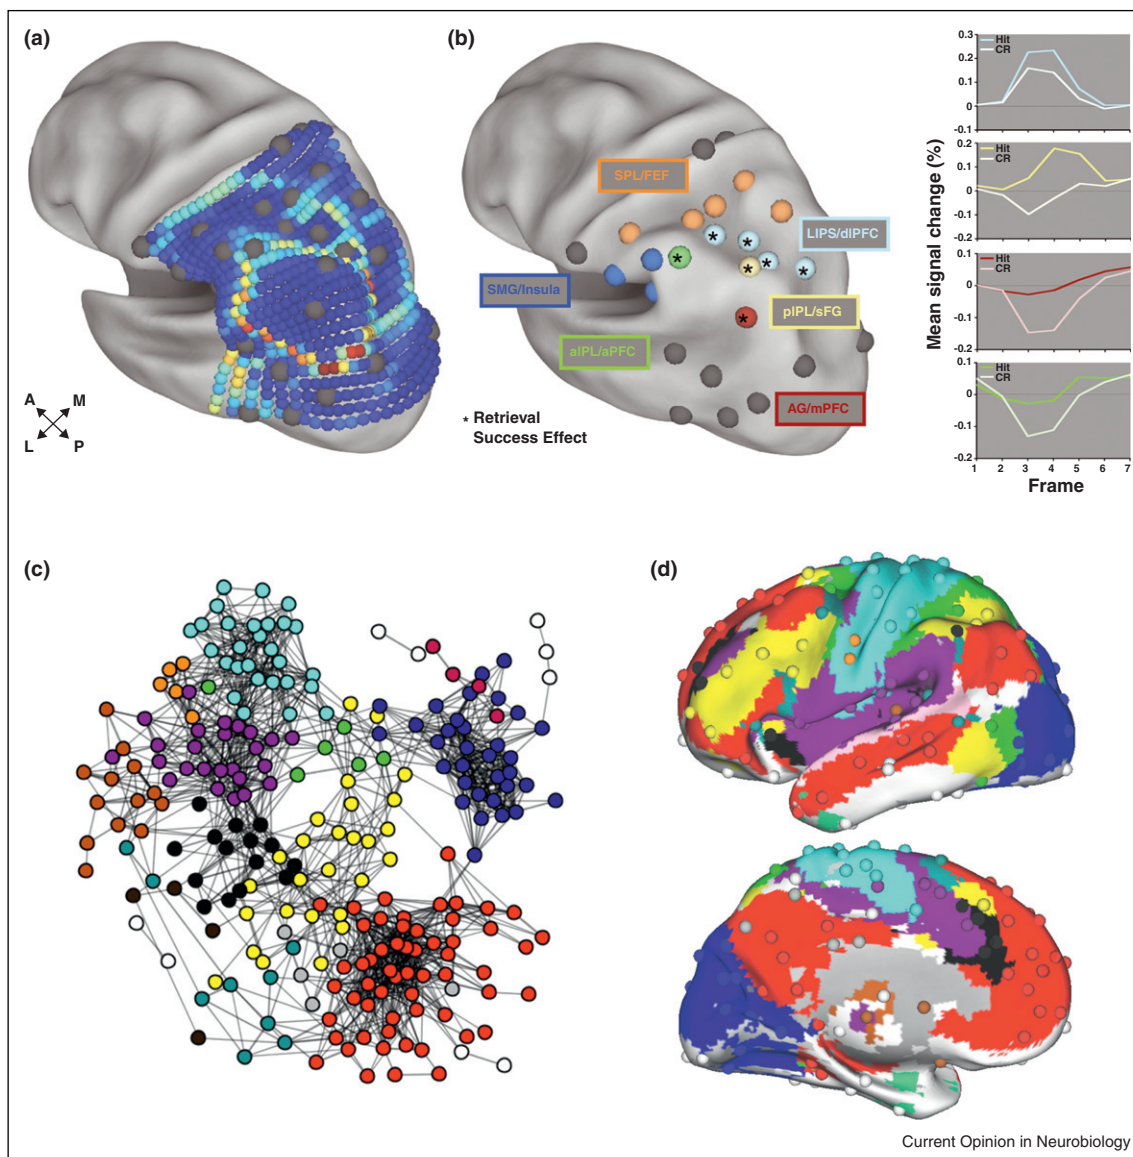 (a)
A
M
L
P
(b)
SPL/FEF
LIPS/dlPFC
SMG/Insula
pIPL/sFG
aIPL/aPFC
AG/mPFC
* Retrieval
Success Effect
Mean signal change (%)
0.3
0.2
0.1
0
-0.1
Hit
CR
0.2
0.1
0
-0.1
0.2
Hit
CR
0.1
0
-0.1
0.2
Hit
CR
0.1
0
-0.1
0.2
Hit
CR
1 2 3 4 5 6 7
Frame
(c)
(d)
Current Opinion in Neurobiology